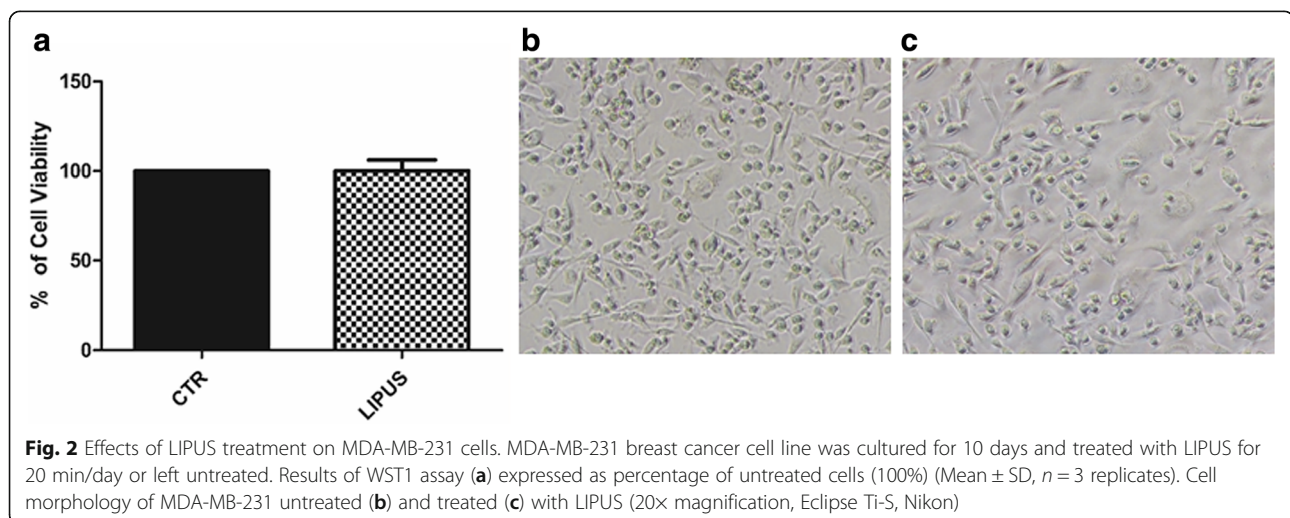 a
b
c
150
100
50
0
% of Cell Viability
CTR
LIPUS
Fig. 2 Effects of LIPUS treatment on MDA-MB-231 cells. MDA-MB-231 breast cancer cell line was cultured for 10 days and treated with LIPUS for
20 min/day or left untreated. Results of WST1 assay (a) expressed as percentage of untreated cells (100%) (Mean ± SD, n = 3 replicates). Cell
morphology of MDA-MB-231 untreated (b) and treated (c) with LIPUS (20× magnification, Eclipse Ti-S, Nikon)